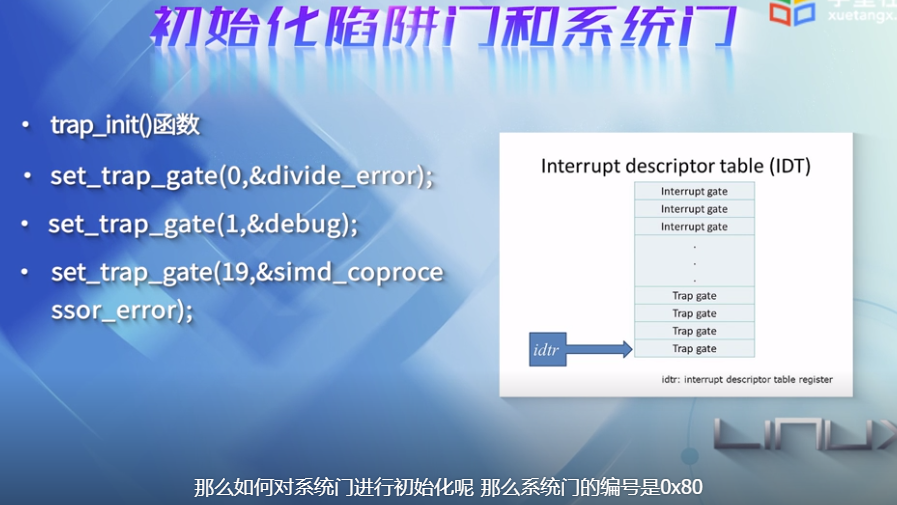 初始化陷阱门和系统门
xuetangx.
• trap_init()函数
• set_trap_gate(0,&divide_error);
• set_trap_gate(1,&debug);
• set_trap_gate(19,&simd_coproce
ssor_error);
Interrupt descriptor table (IDT)
Interrupt gate
Interrupt gate
Interrupt gate
.
.
.
Trap gate
Trap gate
Trap gate
Trap gate
idtr
idtr: interrupt descriptor table register
LINUX
那么如何对系统门进行初始化呢 那么系统门的编号是0x80